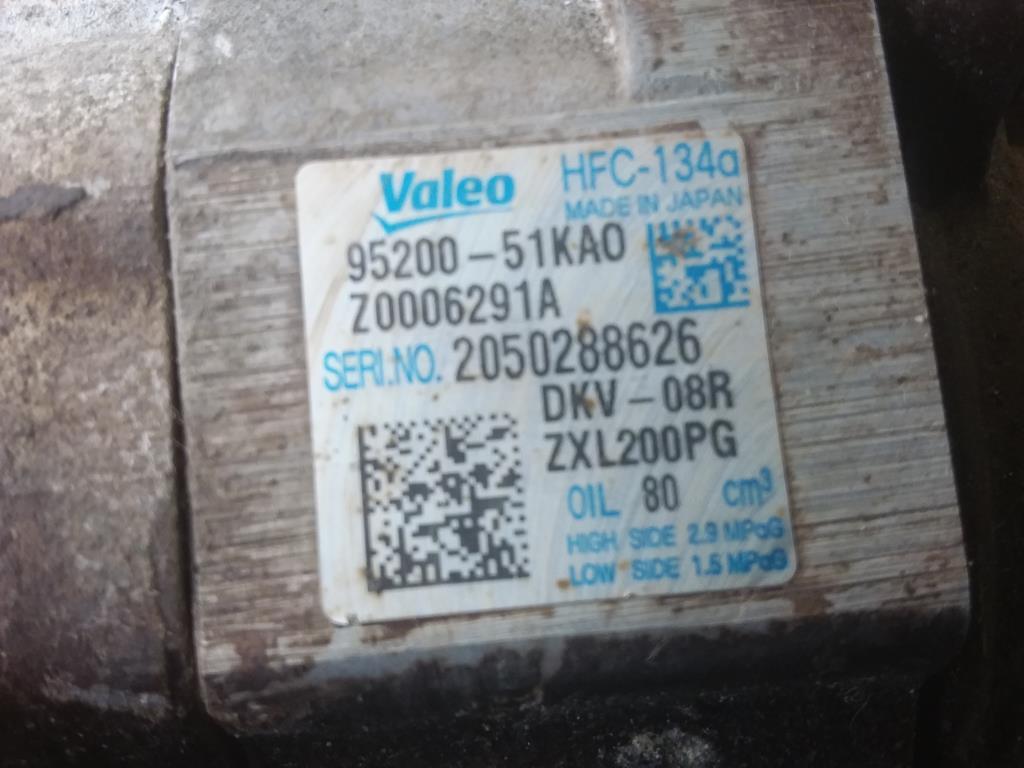 Valeo
HFC-134a
MADE IN JAPAN
95200-51KA0
Z0006291A
SERI.NO. 2050288626
DKV-08R
ZXL200PG
OIL 80 cm³
HIGH SIDE 2.9 MPaG
LOW SIDE 1.5 MPaG